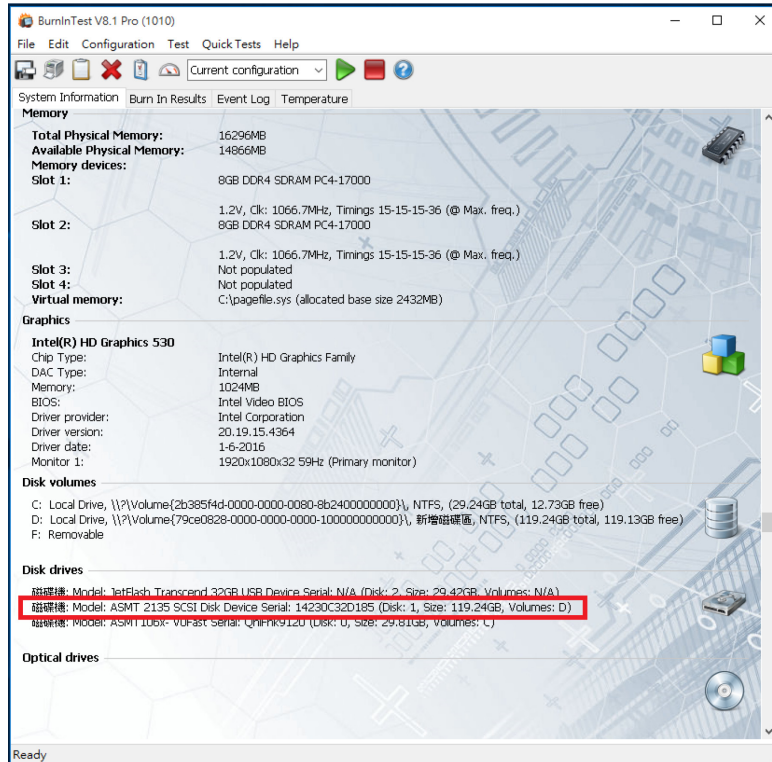 BurnInTest V8.1 Pro (1010)
File Edit Configuration Test Quick Tests Help
Current configuration
System Information Burn In Results Event Log Temperature
Memory
Total Physical Memory: 16296MB
Available Physical Memory: 14866MB
Memory devices:
Slot 1: 8GB DDR4 SDRAM PC4-17000
1.2V, Clk: 1066.7MHz, Timings 15-15-15-36 (@ Max. freq.)
Slot 2: 8GB DDR4 SDRAM PC4-17000
1.2V, Clk: 1066.7MHz, Timings 15-15-15-36 (@ Max. freq.)
Slot 3: Not populated
Slot 4: Not populated
Virtual memory: C:\pagefile.sys (allocated base size 2432MB)
Graphics
Intel(R) HD Graphics 530
Chip Type: Intel(R) HD Graphics Family
DAC Type: Internal
Memory: 1024MB
BIOS: Intel Video BIOS
Driver provider: Intel Corporation
Driver version: 20.19.15.4364
Driver date: 1-6-2016
Monitor 1: 1920x1080x32 59Hz (Primary monitor)
Disk volumes
C: Local Drive, \\?\Volume{2b385f4d-0000-0000-0080-8b2400000000}\, NTFS, (29.24GB total, 12.73GB free)
D: Local Drive, \\?\Volume{79ce0828-0000-0000-0000-100000000000}\, 新增磁碟區, NTFS, (119.24GB total, 119.13GB free)
F: Removable
Disk drives
磁碟機: Model: JetFlash Transcend 32GB USB Device Serial: N/A (Disk: 2, Size: 29.42GB, Volumes: N/A)
磁碟機: Model: ASMT 2135 SCSI Disk Device Serial: 14230C32D185 (Disk: 1, Size: 119.24GB, Volumes: D)
磁碟機: Model: ASMT106x- V0Fast Serial: (Disk: 0, Size: 29.81GB, Volumes: C)
Optical drives
Ready